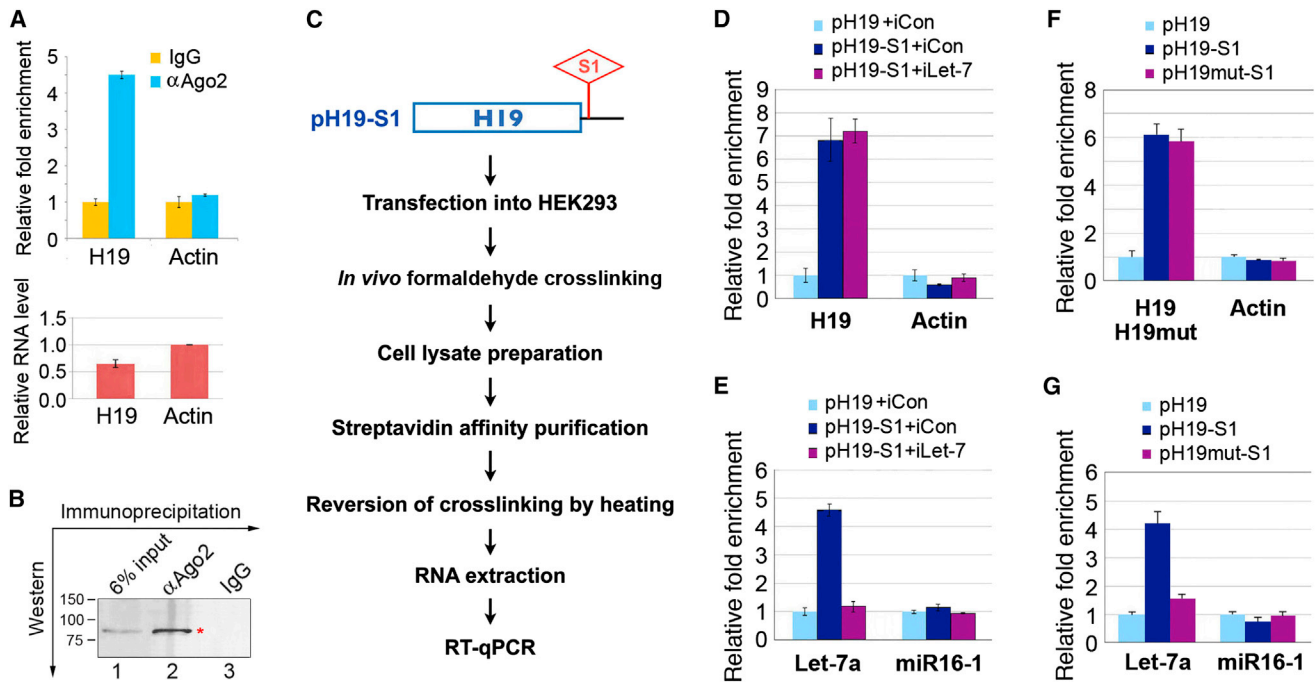 A
IgG
αAgo2
Relative fold enrichment
5
4
3
2
1
0
H19
Actin
Relative RNA level
1.5
1.0
0.5
0.0
H19
Actin
B
Immunoprecipitation
Western
6% input
αAgo2
IgG
150
100
75
*
1
2
3
C
S1
pH19-S1
H19
Transfection into HEK293
In vivo formaldehyde crosslinking
Cell lysate preparation
Streptavidin affinity purification
Reversion of crosslinking by heating
RNA extraction
RT-qPCR
D
pH19+iCon
pH19-S1+iCon
pH19-S1+iLet-7
Relative fold enrichment
9
8
7
6
5
4
3
2
1
0
H19
Actin
E
pH19+iCon
pH19-S1+iCon
pH19-S1+iLet-7
Relative fold enrichment
6
5
4
3
2
1
0
Let-7a
miR16-1
F
pH19
pH19-S1
pH19mut-S1
Relative fold enrichment
8
7
6
5
4
3
2
1
0
H19
H19mut
Actin
G
pH19
pH19-S1
pH19mut-S1
Relative fold enrichment
6
5
4
3
2
1
0
Let-7a
miR16-1